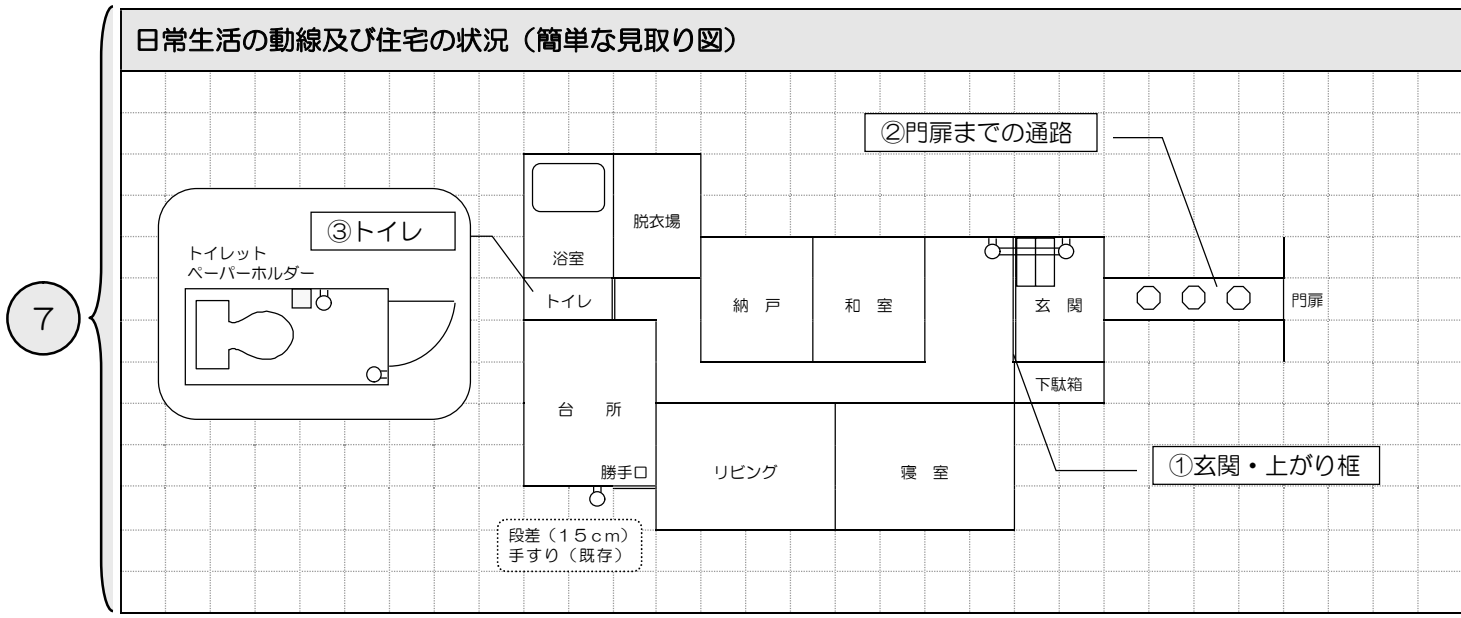 日常生活の動線及び住宅の状況（簡単な見取り図）
7
②門扉までの通路
③トイレ
トイレット
ペーパーホルダー
浴室
脱衣場
トイレ
納　戸
和　室
玄　関
門扉
下駄箱
台　所
勝手口
リビング
寝　室
①玄関・上がり框
段差（１５ｃｍ）
手すり（既存）